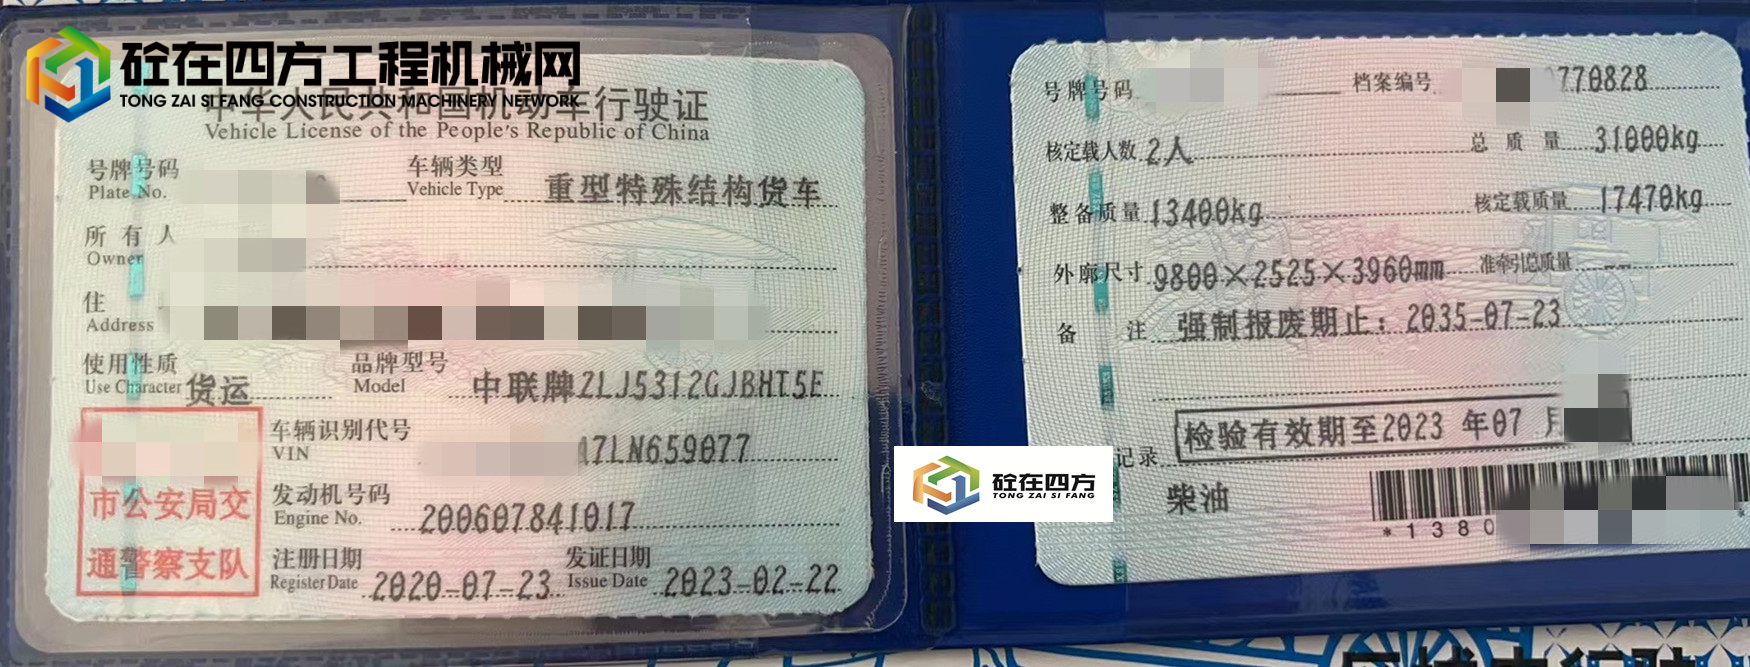 砼在四方工程机械网
TONG ZAI SI FANG CONSTRUCTION MACHINERY NETWORK
中华人民共和国机动车行驶证
Vehicle License of the People's Republic of China
号牌号码
Plate No.
车辆类型
Vehicle Type
重型特殊结构货车
所有人
Owner
住
Address
使用性质
Use Character
货运
品牌型号
Model
中联牌ZLJ5312GJBHT5E
车辆识别代号
VIN
A7LN659077
市公安局交
通警察支队
发动机号码
Engine No.
200607841017
注册日期
Register Date
2020-07-23
发证日期
Issue Date
2023-02-22
号牌号码
档案编号
770828
核定载人数 2人
总质量 31000kg
整备质量 13400kg
核定载质量 17470kg
外廓尺寸 9800×2525×3960mm
准牵引总质量 --
备注 强制报废期止：2035-07-23
检验有效期至2023 年07 月
记录
砼在四方
TONG ZAI SI FANG
柴油
*1380
*